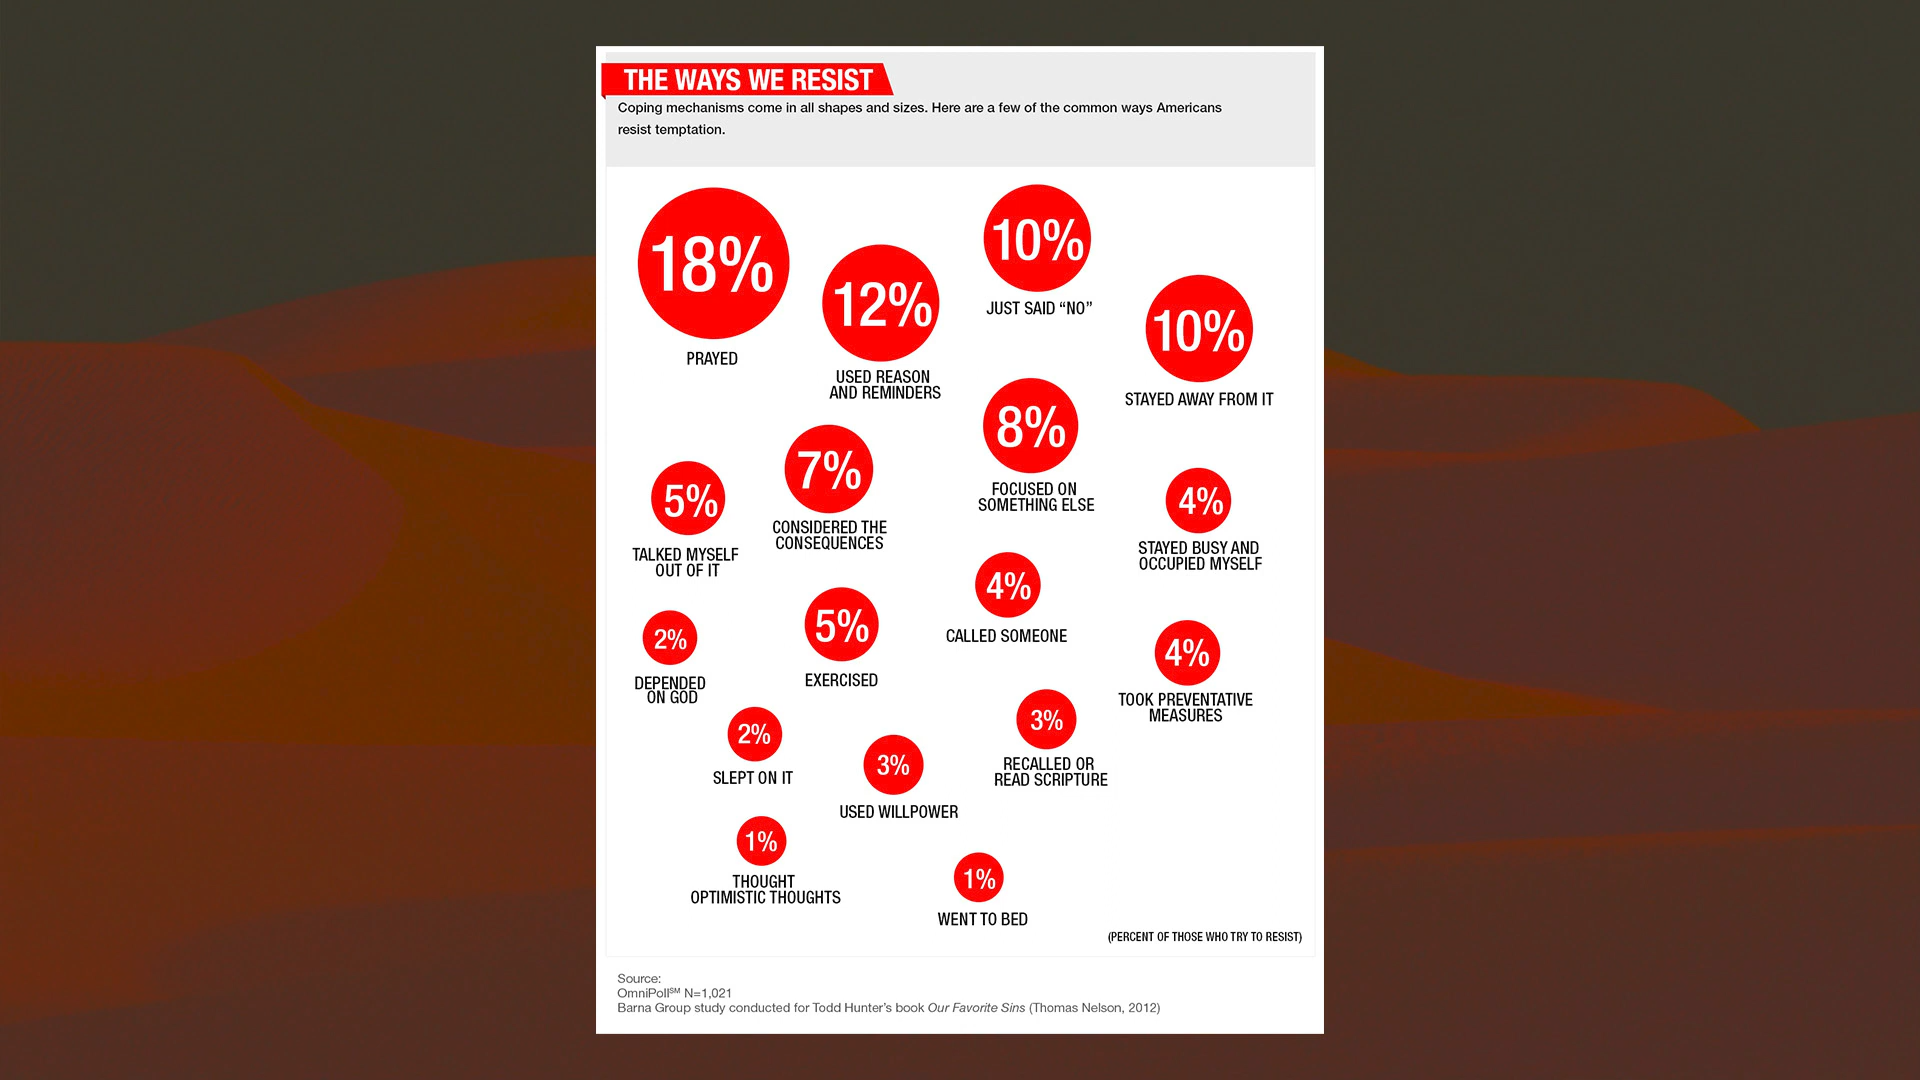 THE WAYS WE RESIST
Coping mechanisms come in all shapes and sizes. Here are a few of the common ways Americans
resist temptation.
18%
PRAYED
12%
USED REASON
AND REMINDERS
10%
JUST SAID “NO”
10%
STAYED AWAY FROM IT
5%
TALKED MYSELF
OUT OF IT
7%
CONSIDERED THE
CONSEQUENCES
8%
FOCUSED ON
SOMETHING ELSE
4%
STAYED BUSY AND
OCCUPIED MYSELF
2%
DEPENDED
ON GOD
5%
EXERCISED
4%
CALLED SOMEONE
4%
TOOK PREVENTATIVE
MEASURES
2%
SLEPT ON IT
3%
USED WILLPOWER
3%
RECALLED OR
READ SCRIPTURE
1%
THOUGHT
OPTIMISTIC THOUGHTS
1%
WENT TO BED
(PERCENT OF THOSE WHO TRY TO RESIST)
Source:
OmniPoll℠ N=1,021
Barna Group study conducted for Todd Hunter’s book Our Favorite Sins (Thomas Nelson, 2012)